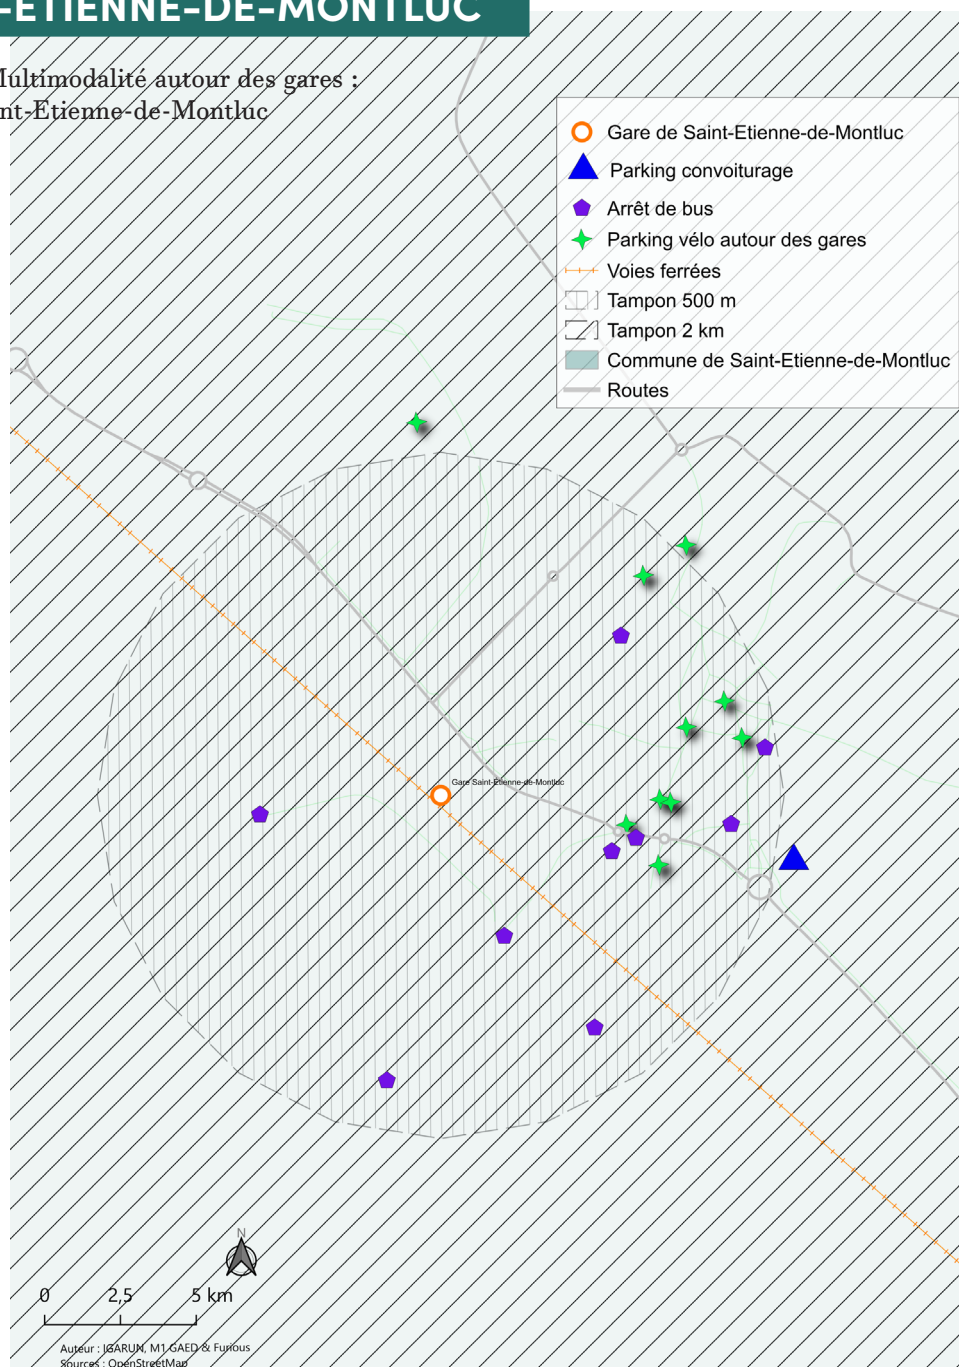 -ETIENNE-DE-MONTLUC
Multimodalité autour des gares :
nt-Etienne-de-Montluc
Gare de Saint-Etienne-de-Montluc
Parking convoiturage
Arrêt de bus
Parking vélo autour des gares
Voies ferrées
Tampon 500 m
Tampon 2 km
Commune de Saint-Etienne-de-Montluc
Routes
Gare Saint-Etienne-de-Montluc
N
0 2,5 5 km
Auteur : IGARUN, M1 GAED & Furious
Sources : OpenStreetMap